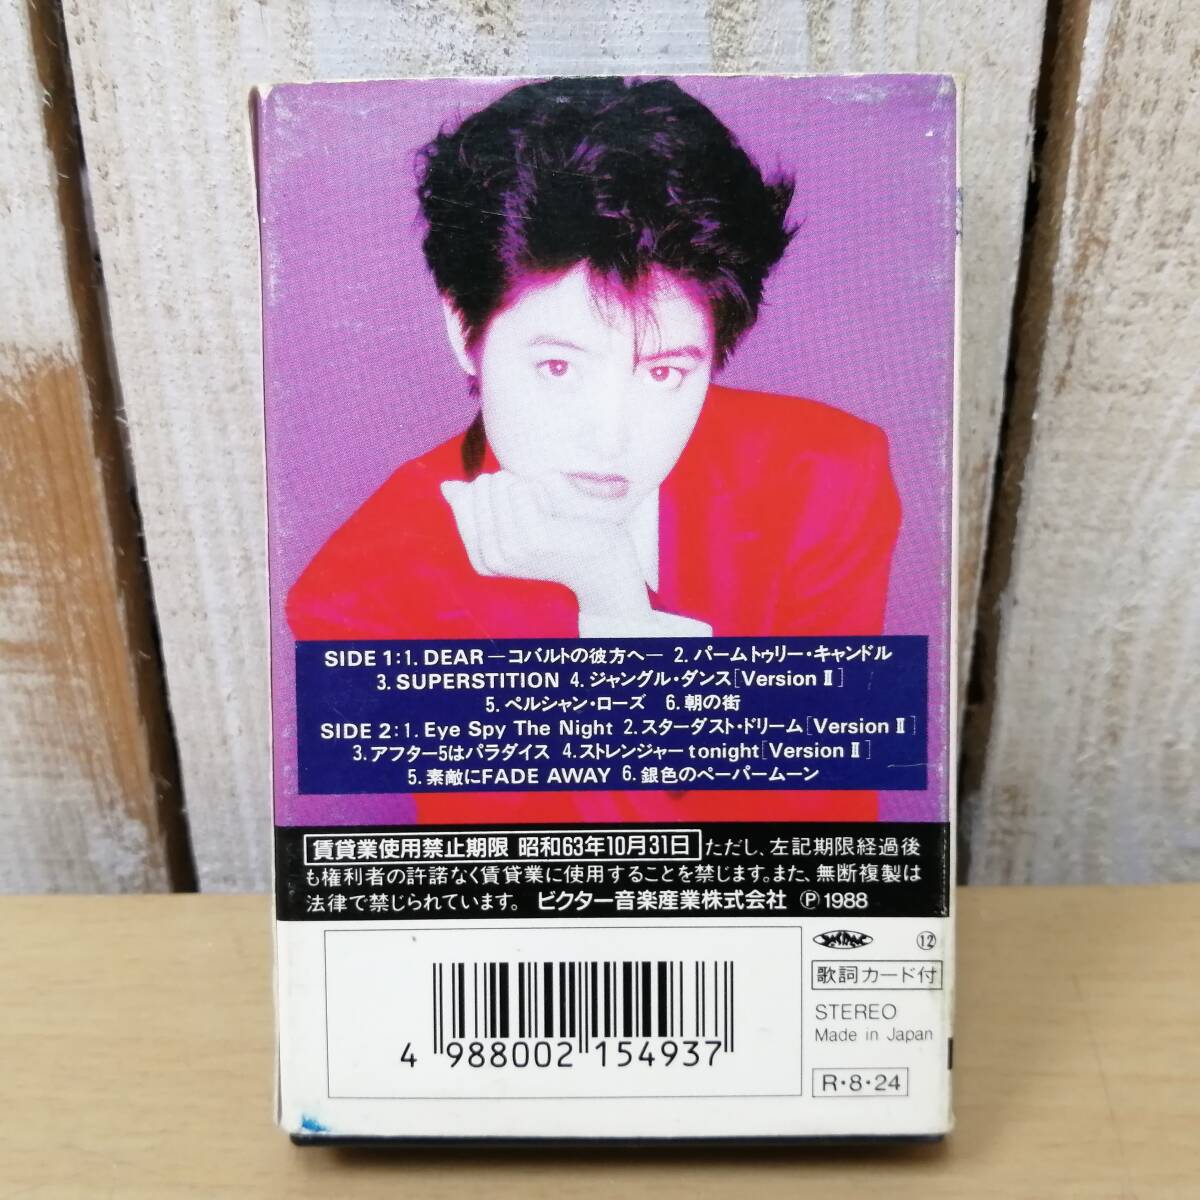 SIDE 1:1. DEAR—コバルトの彼方へ— 2. パームトゥリー・キャンドル
3. SUPERSTITION 4. ジャングル・ダンス[Version II]
5. ペルシャン・ローズ 6. 朝の街
SIDE 2:1. Eye Spy The Night 2. スターダスト・ドリーム[Version II]
3. アフター5はパラダイス 4. ストレンジャーtonight[Version II]
5. 素敵にFADE AWAY 6. 銀色のペーパームーン
賃貸業使用禁止期限 昭和63年10月31日 ただし、左記期限経過後
も権利者の許諾なく賃貸業に使用することを禁じます。また、無断複製は
法律で禁じられています。 ビクター音楽産業株式会社 Ⓟ1988
JASRAC ⑫
歌詞カード付
STEREO
Made in Japan
R・8・24
4 988002 154937